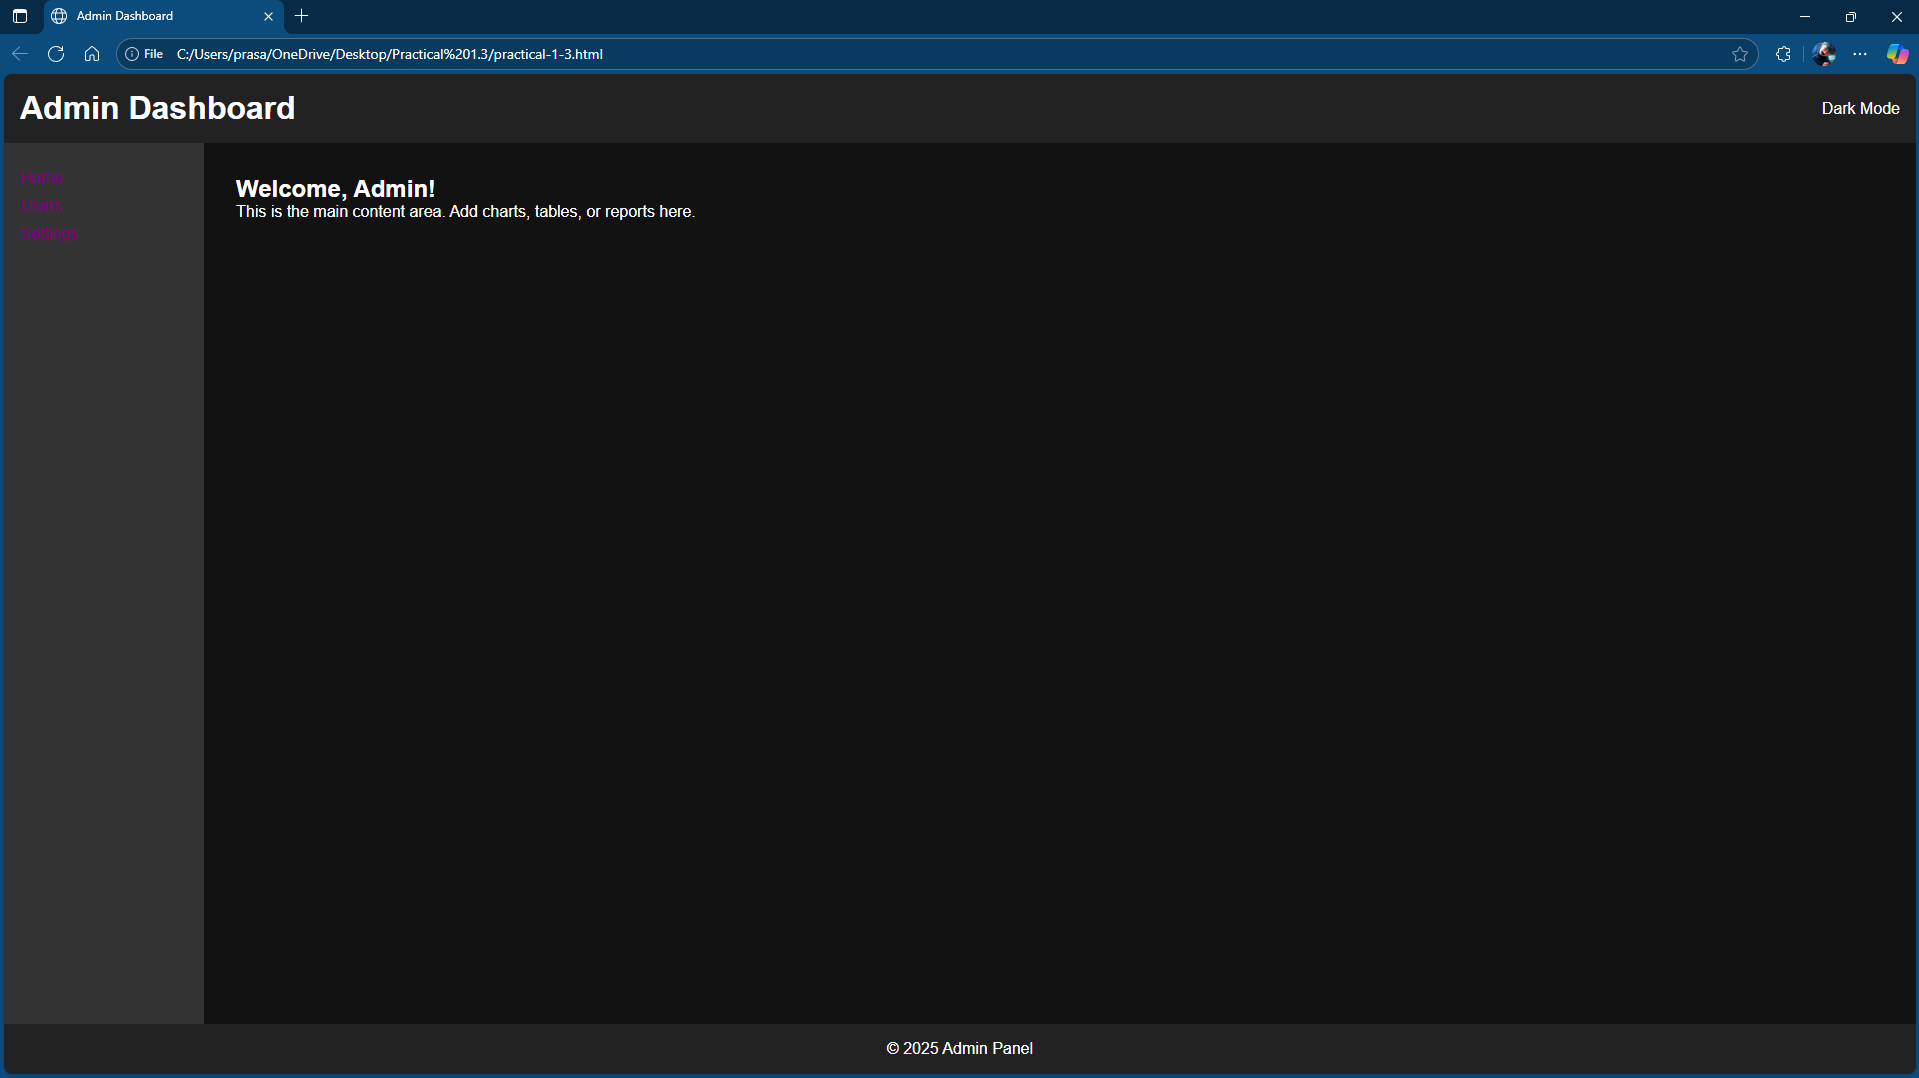 Admin Dashboard
File C:/Users/prasa/OneDrive/Desktop/Practical%201.3/practical-1-3.html
Admin Dashboard
Dark Mode
Home
Users
Settings
Welcome, Admin!
This is the main content area. Add charts, tables, or reports here.
© 2025 Admin Panel